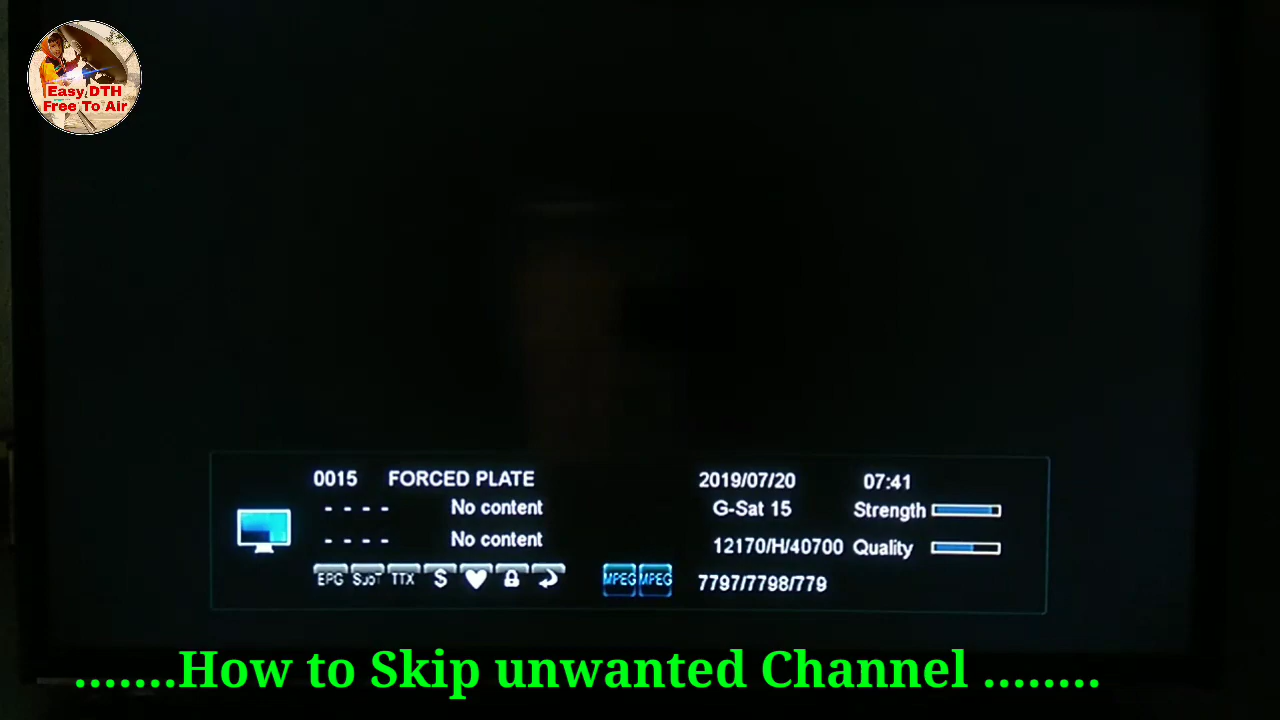 Easy DTH
Free To Air
0015 FORCED PLATE 2019/07/20 07:41
- - - - No content G-Sat 15 Strength
- - - - No content 12170/H/40700 Quality
EPG SUBT TTX $ MPEG MPEG 7797/7798/779
.......How to Skip unwanted Channel ........